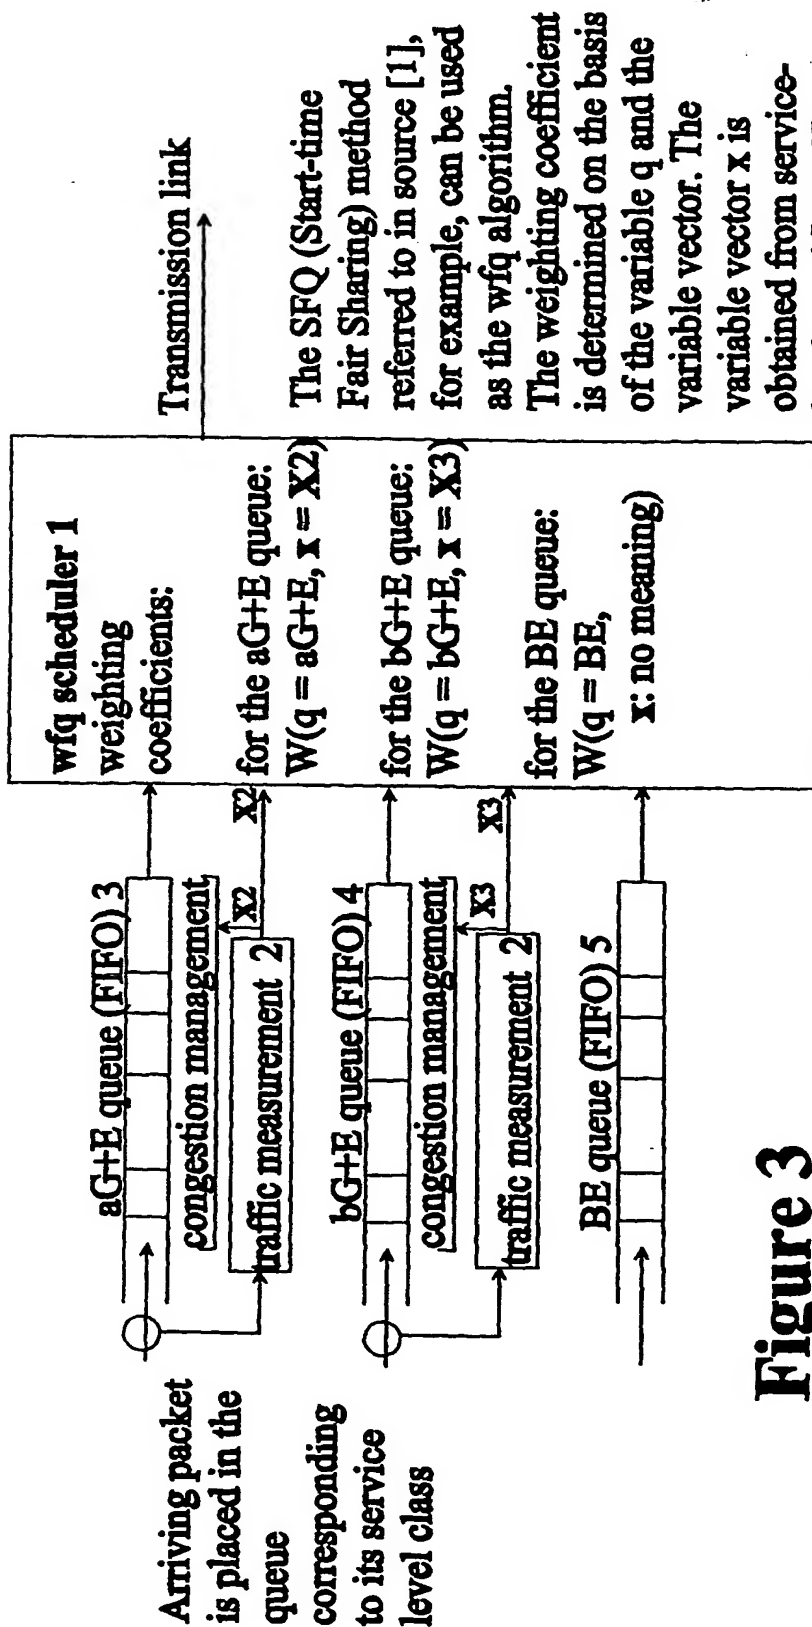 Arriving packet
is placed in the
queue
corresponding
to its service
level class
aG+E queue (FIFO) 3
congestion management
X2
X2
traffic measurement 2
bG+E queue (FIFO) 4
congestion management
X3
X3
traffic measurement 2
BE queue (FIFO) 5
wfq scheduler 1
weighting
coefficients:
for the aG+E queue:
W(q = aG+E, x = X2)
for the bG+E queue:
W(q = bG+E, x = X3)
for the BE queue:
W(q = BE,
x: no meaning)
Transmission link
The SFQ (Start-time
Fair Sharing) method
referred to in source [1],
for example, can be used
as the wfq algorithm.
The weighting coefficient
is determined on the basis
of the variable q and the
variable vector. The
variable vector x is
obtained from service-
Figure 3